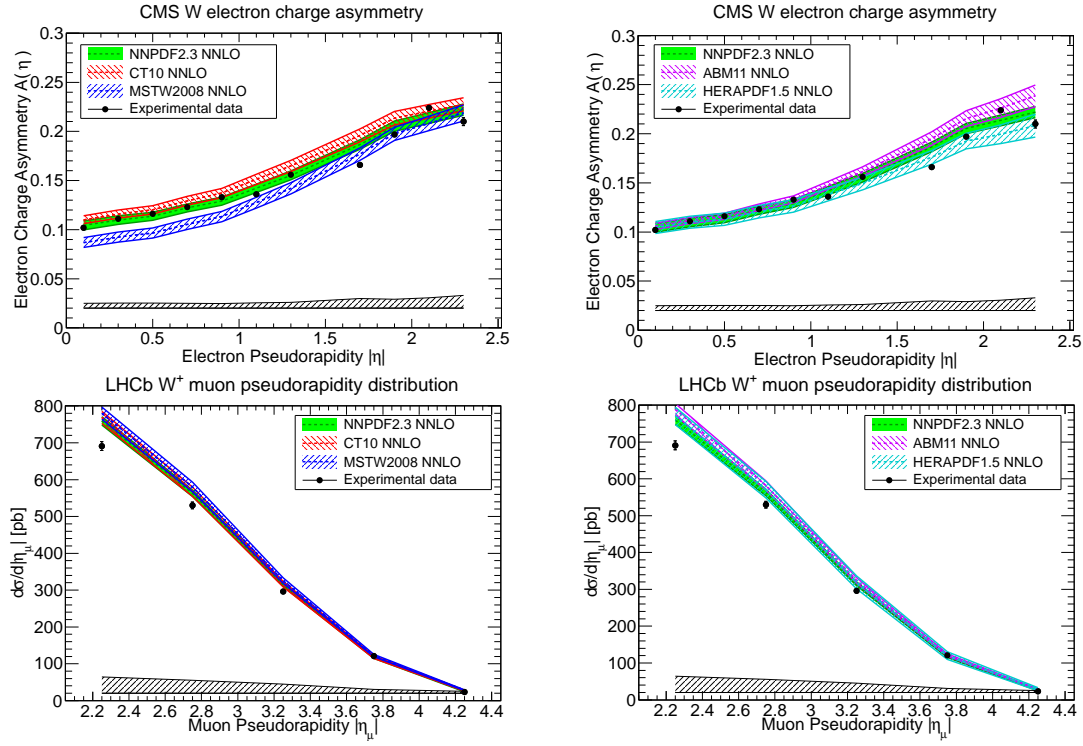 CMS W electron charge asymmetry
Electron Charge Asymmetry A( η )
0.3
0.25
0.2
0.15
0.1
0.05
0
NNPDF2.3 NNLO
CT10 NNLO
MSTW2008 NNLO
Experimental data
0 0.5 1 1.5 2 2.5
Electron Pseudorapidity |η|
CMS W electron charge asymmetry
Electron Charge Asymmetry A( η )
0.3
0.25
0.2
0.15
0.1
0.05
0
NNPDF2.3 NNLO
ABM11 NNLO
HERAPDF1.5 NNLO
Experimental data
0 0.5 1 1.5 2 2.5
Electron Pseudorapidity |η|
LHCb W+ muon pseudorapidity distribution
dσ/d|ημ| [pb]
800
700
600
500
400
300
200
100
0
NNPDF2.3 NNLO
CT10 NNLO
MSTW2008 NNLO
Experimental data
2.2 2.4 2.6 2.8 3 3.2 3.4 3.6 3.8 4 4.2 4.4
Muon Pseudorapidity |ημ|
LHCb W+ muon pseudorapidity distribution
dσ/d|ημ| [pb]
800
700
600
500
400
300
200
100
0
NNPDF2.3 NNLO
ABM11 NNLO
HERAPDF1.5 NNLO
Experimental data
2.2 2.4 2.6 2.8 3 3.2 3.4 3.6 3.8 4 4.2 4.4
Muon Pseudorapidity |ημ|